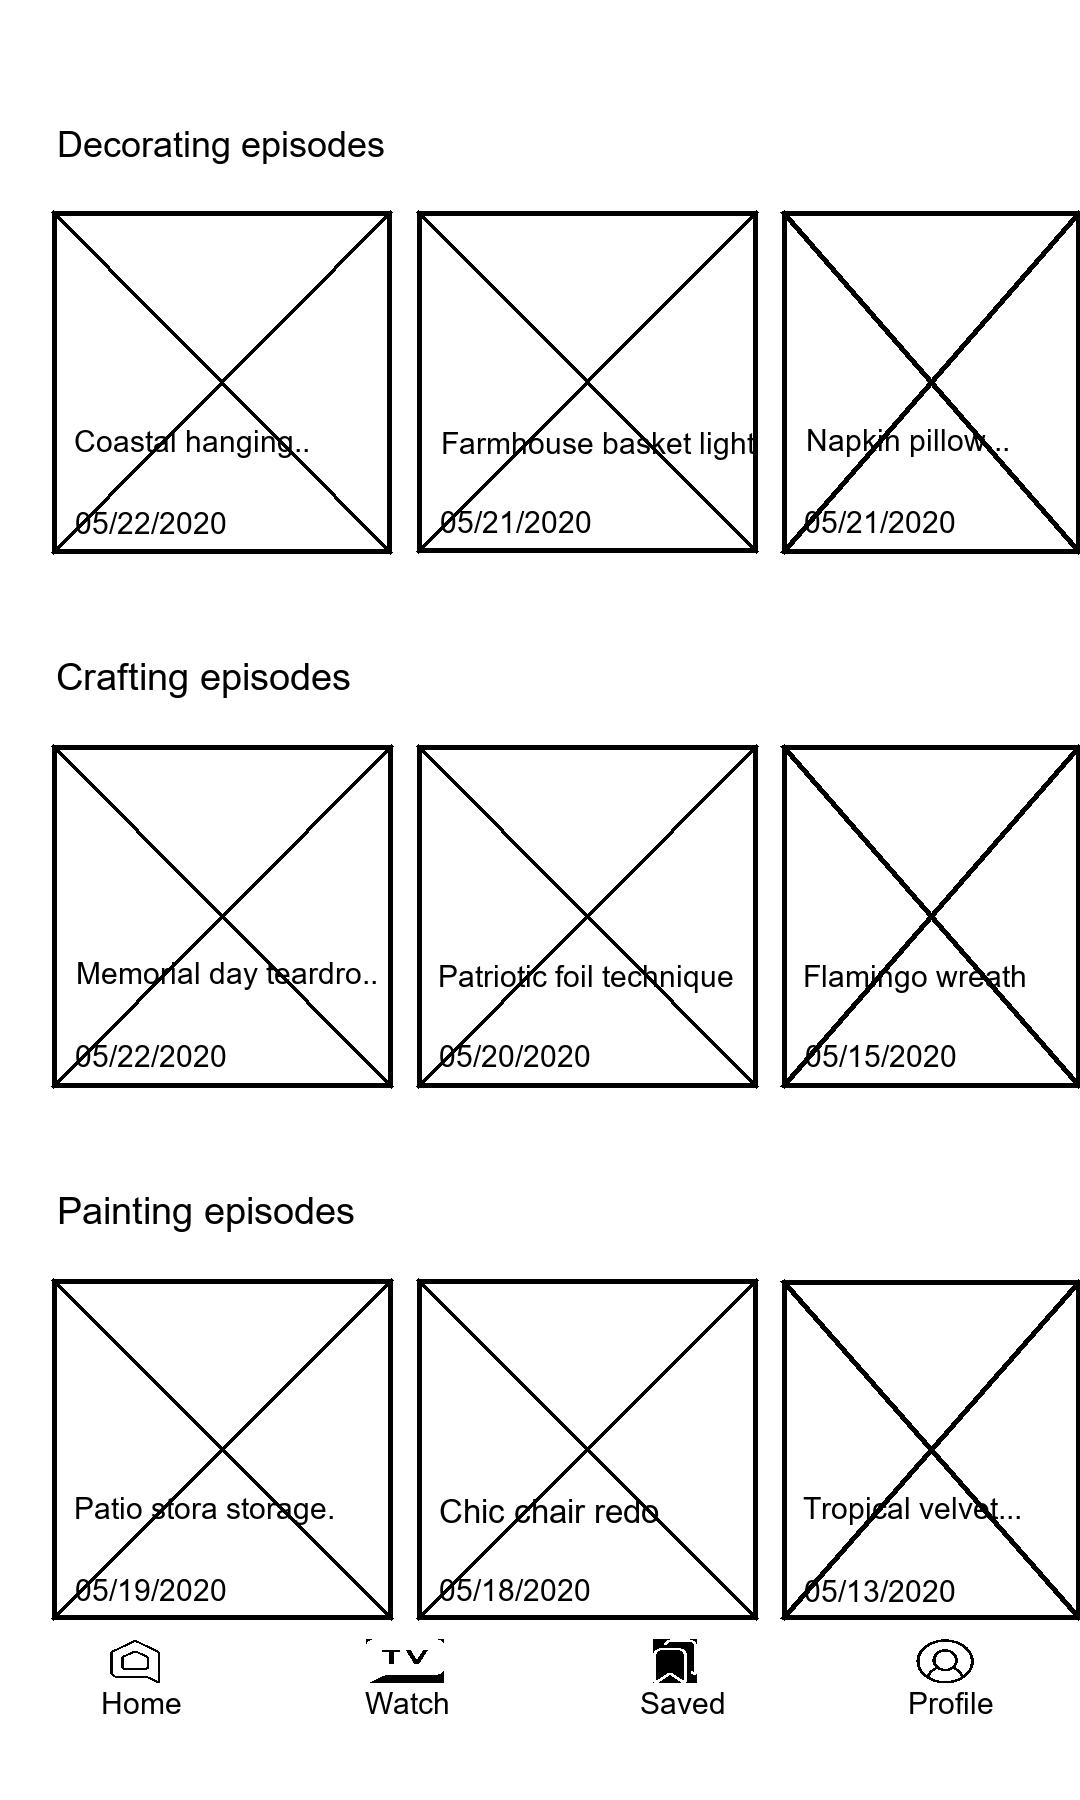 Decorating episodes
Coastal hanging..
Farmhouse basket light
Napkin pillow...
05/22/2020
05/21/2020
05/21/2020
Crafting episodes
Memorial day teardro..
Patriotic foil technique
Flamingo wreath
05/22/2020
05/20/2020
05/15/2020
Painting episodes
Patio stora storage.
Chic chair redo
Tropical velvet...
05/19/2020
05/18/2020
05/13/2020
TV
Home
Watch
Saved
Profile